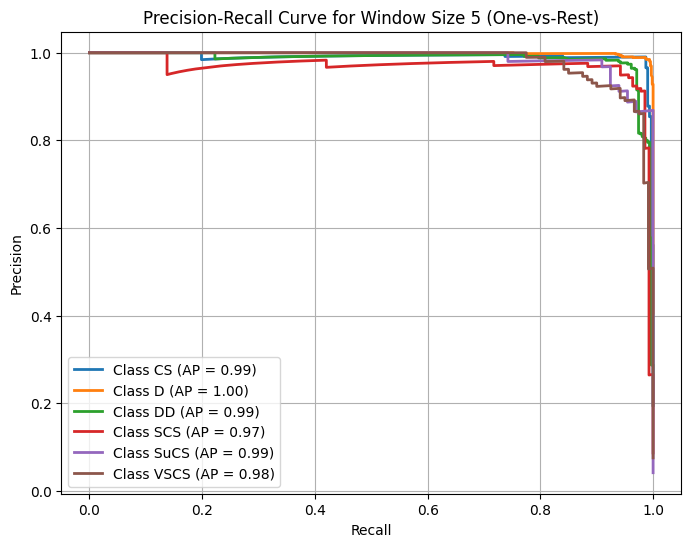 Precision-Recall Curve for Window Size 5 (One-vs-Rest)
1.0
0.8
0.6
0.4
0.2
0.0
Precision
Class CS (AP = 0.99)
Class D (AP = 1.00)
Class DD (AP = 0.99)
Class SCS (AP = 0.97)
Class SuCS (AP = 0.99)
Class VSCS (AP = 0.98)
0.0 0.2 0.4 0.6 0.8 1.0
Recall